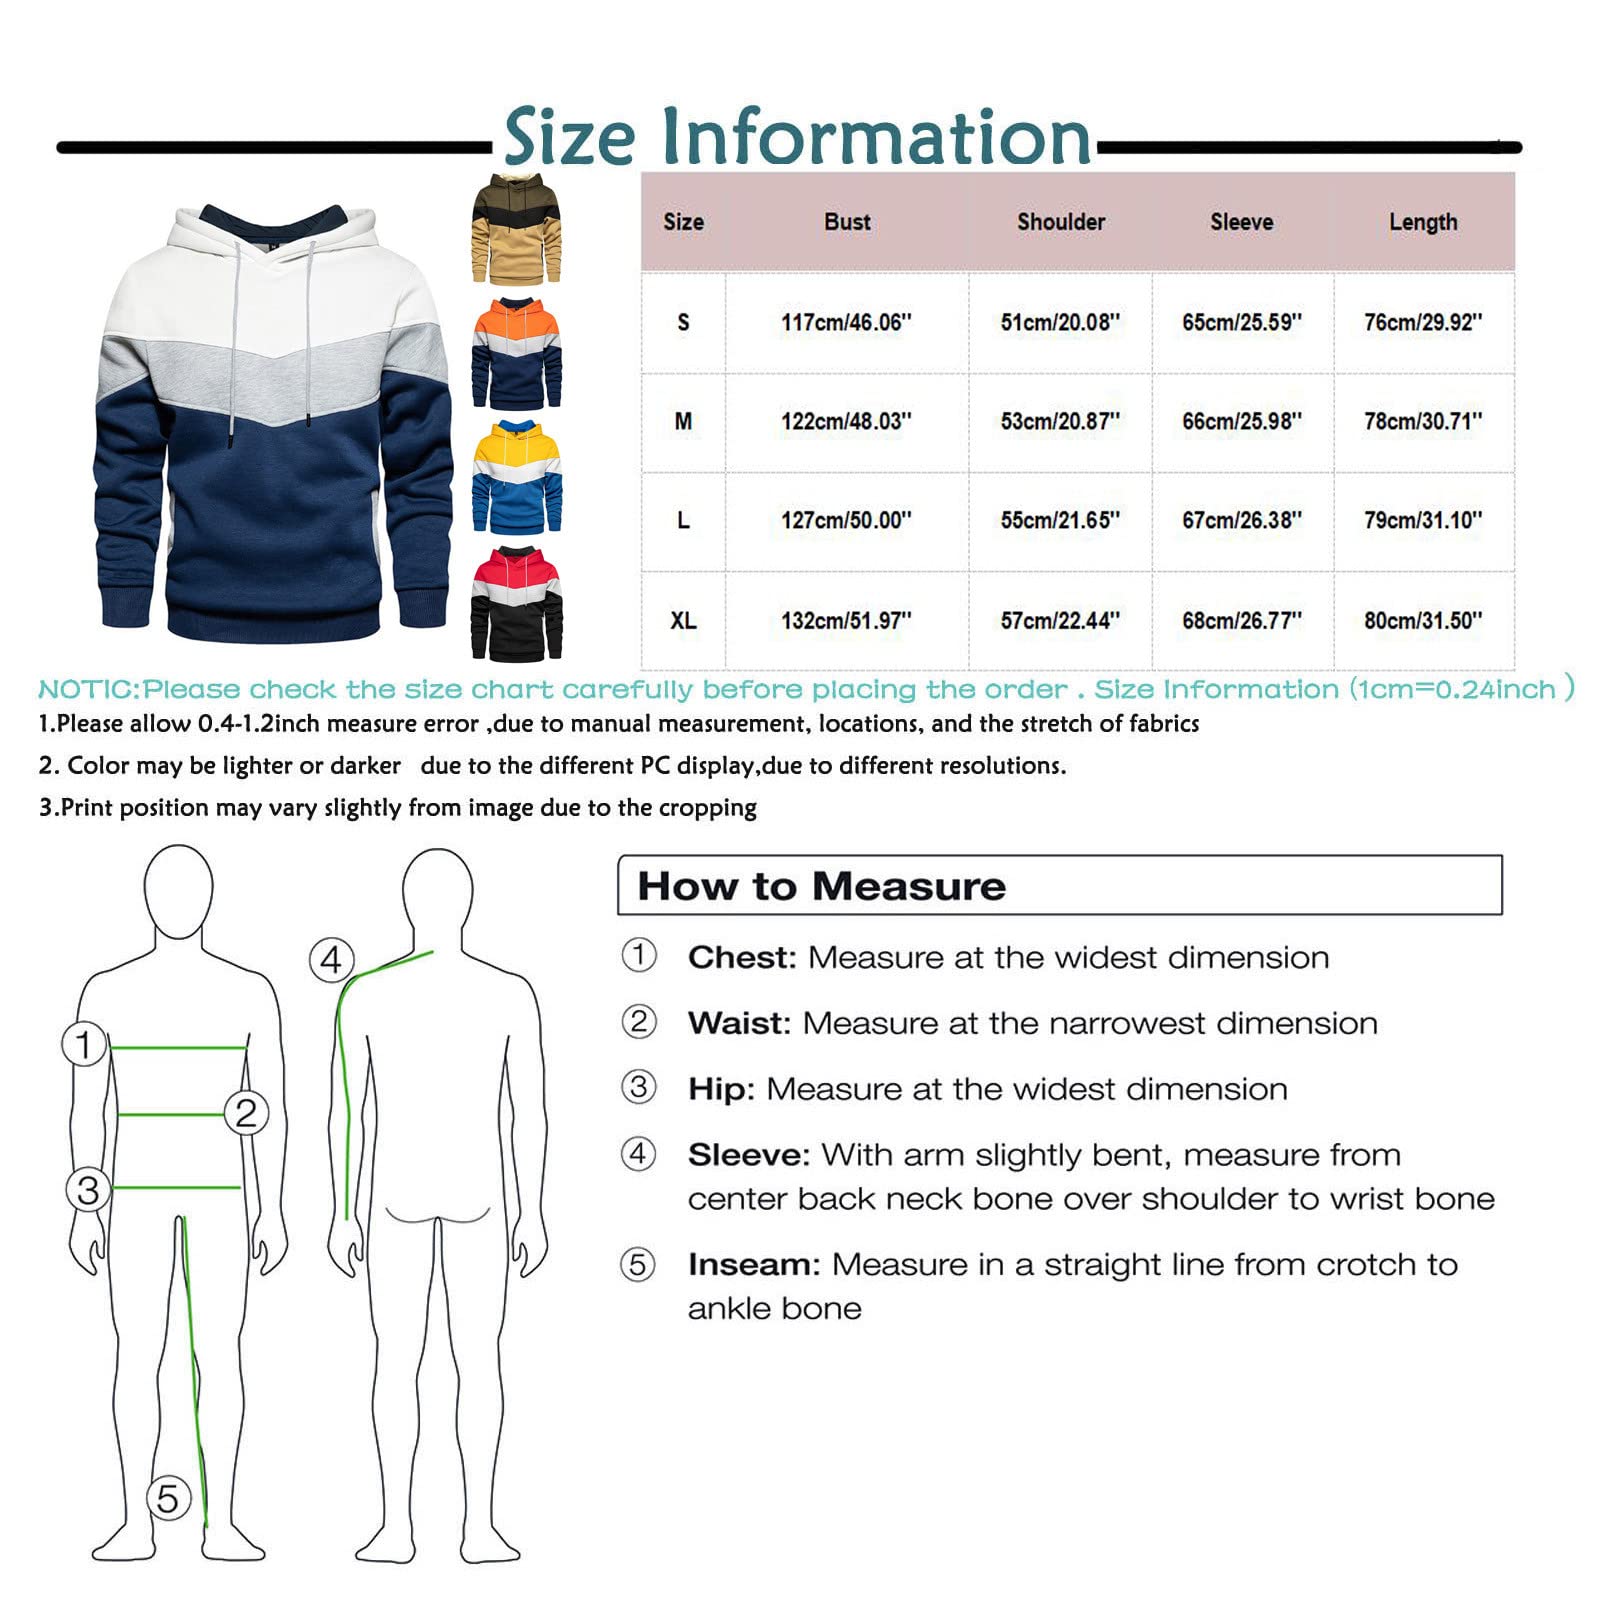 Size Information
Size Bust Shoulder Sleeve Length
S 117cm/46.06'' 51cm/20.08'' 65cm/25.59'' 76cm/29.92''
M 122cm/48.03'' 53cm/20.87'' 66cm/25.98'' 78cm/30.71''
L 127cm/50.00'' 55cm/21.65'' 67cm/26.38'' 79cm/31.10''
XL 132cm/51.97'' 57cm/22.44'' 68cm/26.77'' 80cm/31.50''
NOTIC:Please check the size chart carefully before placing the order . Size Information (1cm=0.24inch )
1.Please allow 0.4-1.2inch measure error ,due to manual measurement, locations, and the stretch of fabrics
2. Color may be lighter or darker due to the different PC display,due to different resolutions.
3.Print position may vary slightly from image due to the cropping
1
2
3
5
4
How to Measure
1 Chest: Measure at the widest dimension
2 Waist: Measure at the narrowest dimension
3 Hip: Measure at the widest dimension
4 Sleeve: With arm slightly bent, measure from
center back neck bone over shoulder to wrist bone
5 Inseam: Measure in a straight line from crotch to
ankle bone